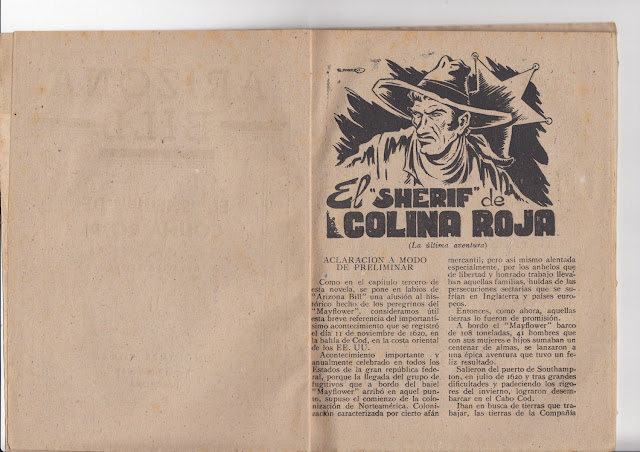 El "SHERIF" de
COLINA ROJA
(La última aventura)
ACLARACION A MODO
DE PRELIMINAR
Como en el capítulo tercero de
esta novela, se pone en labios de
"Arizona Bill" una alusión al his-
tórico hecho de los peregrinos del
"Mayflower", consideramos útil
esta breve referencia del importantí-
simo acontecimiento que se registró
el día 11 de noviembre de 1620, en
la bahía de Cod, en la costa oriental
de los EE. UU.
Acontecimiento importante y
anualmente celebrado en todos los
Estados de la gran república fede-
ral, porque la llegada del grupo de
fugitivos que a bordo del baiel
"Mayflower" arribó en aquel pun-
to, supuso el comienzo de la colo-
nización de Norteamérica. Coloni-
zación caracterizada por cierto afán
mercantil; pero así mismo alentada
especialmente, por los anhelos que
de libertad y honrado trabajo lleva-
ban aquellas familias, huídas de las
persecuciones sectarias que se su-
frían en Inglaterra y países euro-
peos.
Entonces, como ahora, aquellas
tierras lo fueron de promisión.
A bordo el "Mayflower" barco
de 108 toneladas, 41 hombres que
con sus mujeres e hijos sumaban un
centenar de almas, se lanzaron a
una épica aventura que tuvo un fe-
liz resultado.
Salieron del puerto de Southamp-
ton, en julio de 1620 y tras grandes
dificultades y padeciendo los rigo-
res del invierno, lograron desem-
barcar en el Cabo Cod.
Iban en busca de tierras que tra-
bajar, las tierras de la Compañía